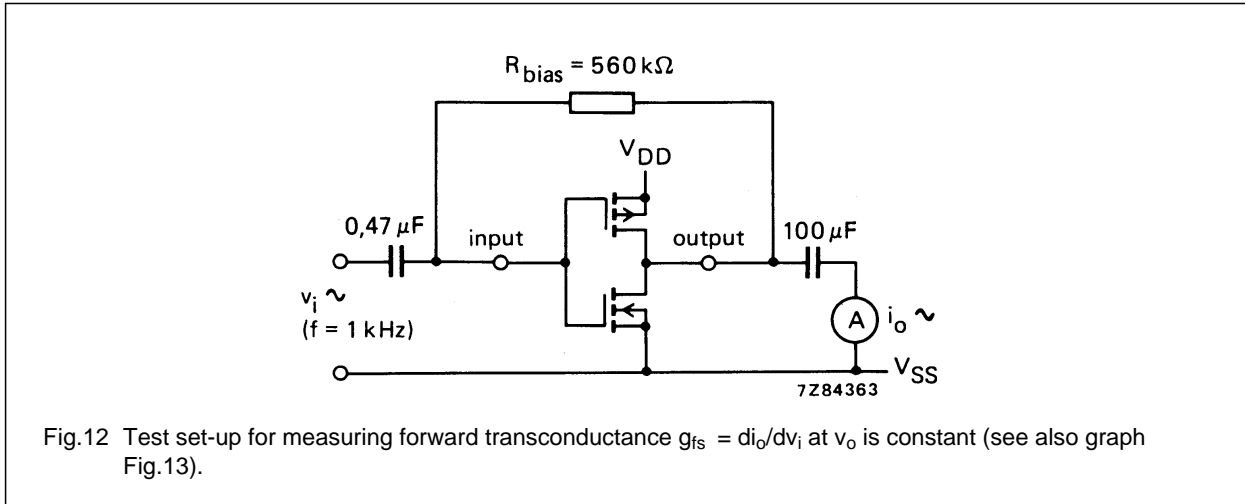 R_bias = 560 kΩ
V_DD
0,47 µF
input
output
100 µF
v_i ~
(f = 1 kHz)
A
i_o ~
V_SS
7Z84363
Fig.12 Test set-up for measuring forward transconductance g_fs = di_o/dv_i at v_o is constant (see also graph
Fig.13).